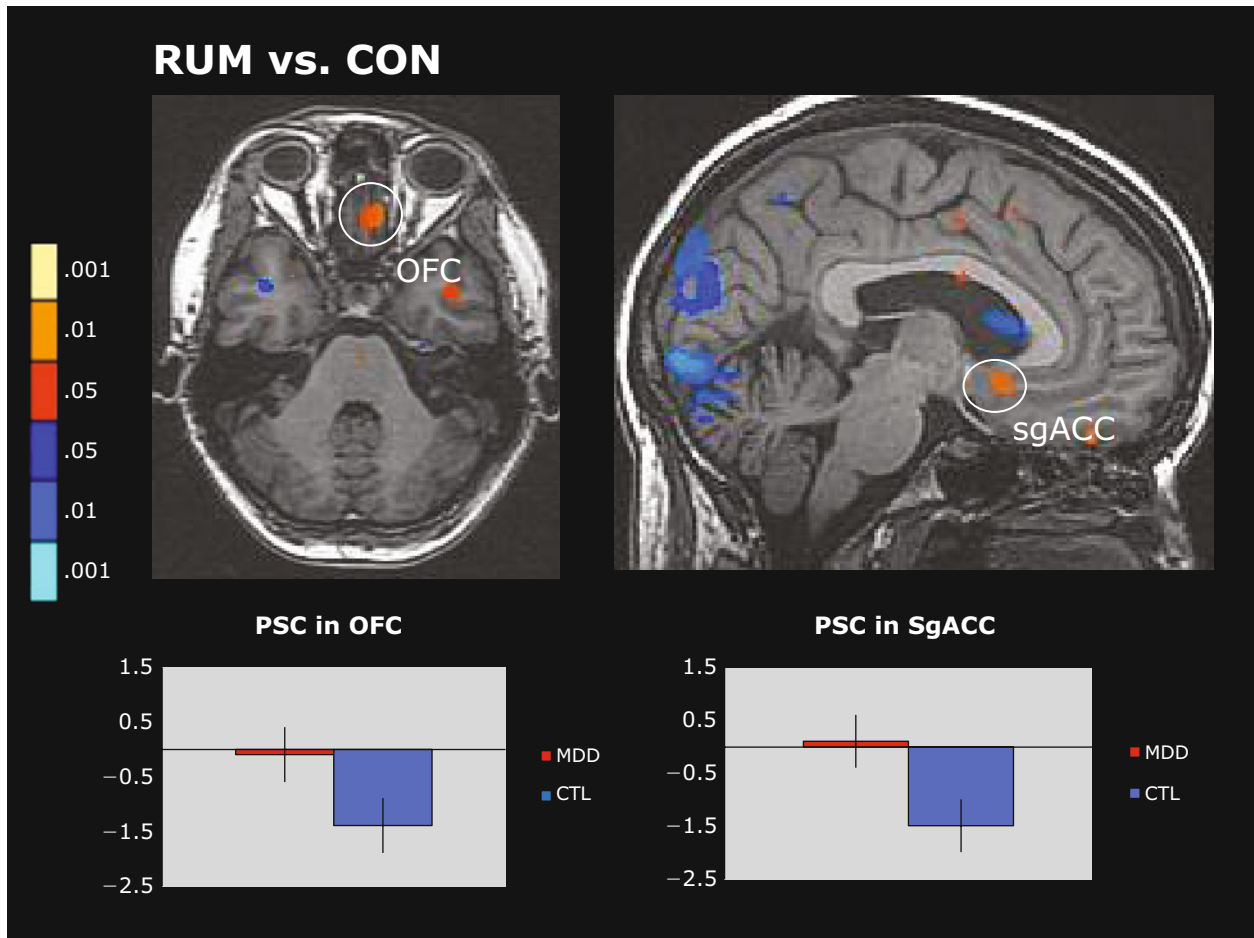 RUM vs. CON
OFC
sgACC
.001
.01
.05
.05
.01
.001
PSC in OFC
1.5
0.5
−0.5
−1.5
−2.5
MDD
CTL
PSC in SgACC
1.5
0.5
−0.5
−1.5
−2.5
MDD
CTL